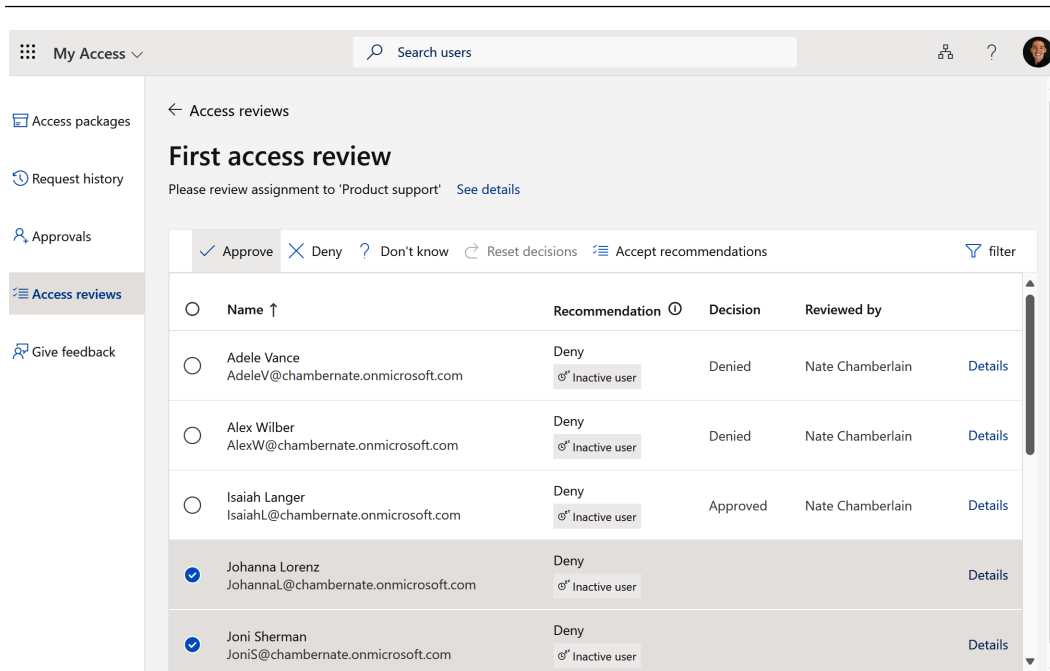 My Access
Search users
?
Access packages
Request history
Approvals
Access reviews
Give feedback
Access reviews
First access review
Please review assignment to 'Product support' See details
Approve Deny ? Don't know Reset decisions Accept recommendations filter
Name ↑ Recommendation Decision Reviewed by
Adele Vance
AdeleV@chambernate.onmicrosoft.com
Deny
Inactive user
Denied
Nate Chamberlain
Details
Alex Wilber
AlexW@chambernate.onmicrosoft.com
Deny
Inactive user
Denied
Nate Chamberlain
Details
Isaiah Langer
IsaiahL@chambernate.onmicrosoft.com
Deny
Inactive user
Approved
Nate Chamberlain
Details
Johanna Lorenz
JohannaL@chambernate.onmicrosoft.com
Deny
Inactive user
Details
Joni Sherman
JoniS@chambernate.onmicrosoft.com
Deny
Inactive user
Details